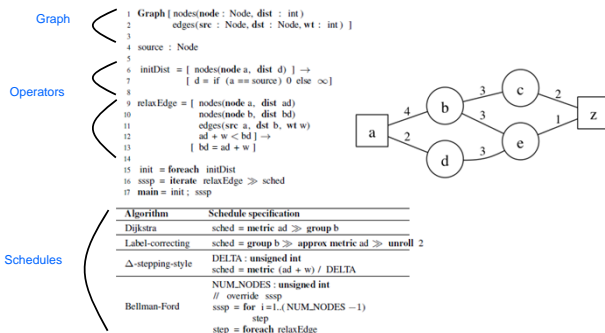 Graph
1 Graph [ nodes(node : Node, dist : int)
2 edges(src : Node, dst : Node, wt : int) ]
3
4 source : Node
5
Operators
6 initDist = [ nodes(node a, dist d) ] →
7 [ d = if (a == source) 0 else ∞]
8
9 relaxEdge = [ nodes(node a, dist ad)
10 nodes(node b, dist bd)
11 edges(src a, dst b, wt w)
12 ad + w < bd ] →
13 [ bd = ad + w ]
14
15 init = foreach initDist
16 sssp = iterate relaxEdge ≫ sched
17 main = init ; sssp
a
4
2
b
d
3
3
3
c
e
2
1
z
Schedules
Algorithm Schedule specification
Dijkstra sched = metric ad ≫ group b
Label-correcting sched = group b ≫ approx metric ad ≫ unroll 2
Δ-stepping-style DELTA : unsigned int
sched = metric (ad + w) / DELTA
NUM_NODES : unsigned int
// override sssp
Bellman-Ford sssp = for i=1..(NUM_NODES −1)
step
step = foreach relaxEdge